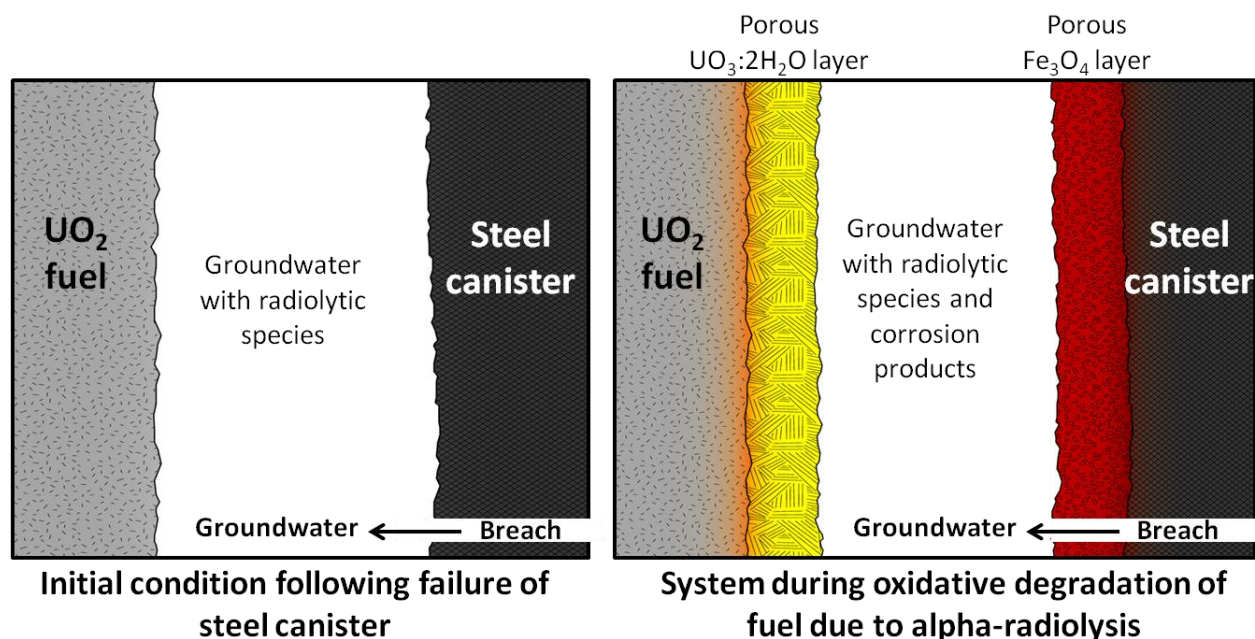 UO₂
fuel
Groundwater
with radiolytic
species
Steel
canister
Groundwater
Breach
Initial condition following failure of
steel canister
Porous
UO₃:2H₂O layer
Porous
Fe₃O₄ layer
UO₂
fuel
Groundwater
with radiolytic
species and
corrosion
products
Steel
canister
Groundwater
Breach
System during oxidative degradation of
fuel due to alpha-radiolysis